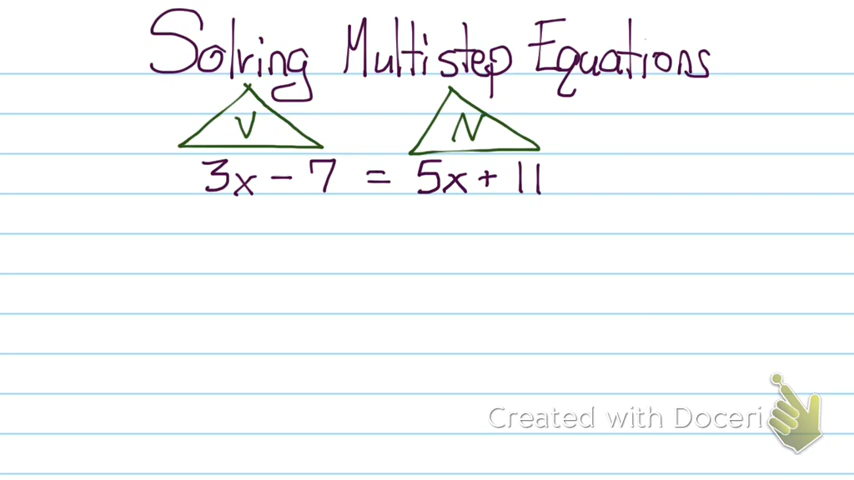 Solving Multistep Equations
V N
3x - 7 = 5x + 11
Created with Doceri